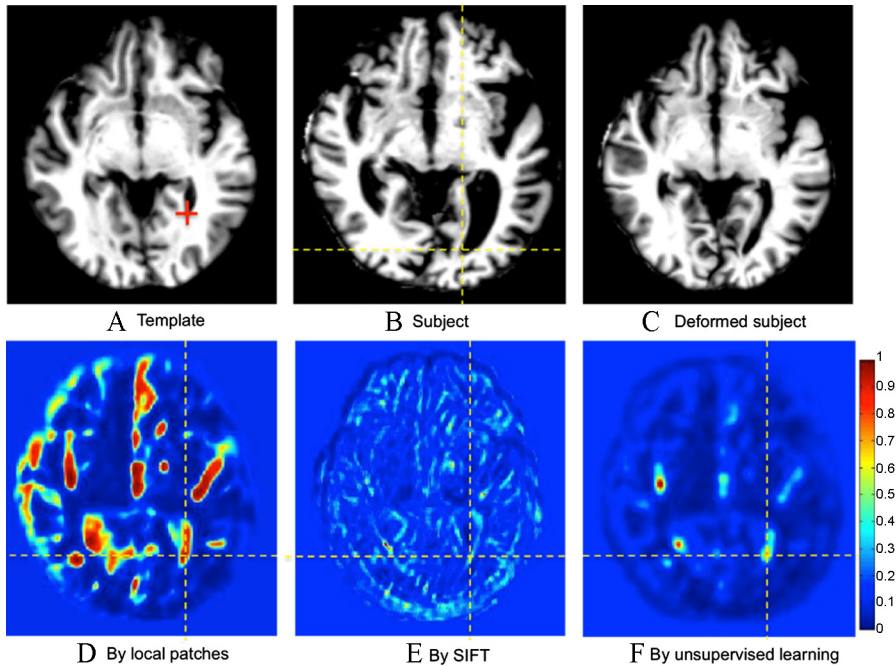 A Template
B Subject
C Deformed subject
1
0.9
0.8
0.7
0.6
0.5
0.4
0.3
0.2
0.1
0
D By local patches
E By SIFT
F By unsupervised learning